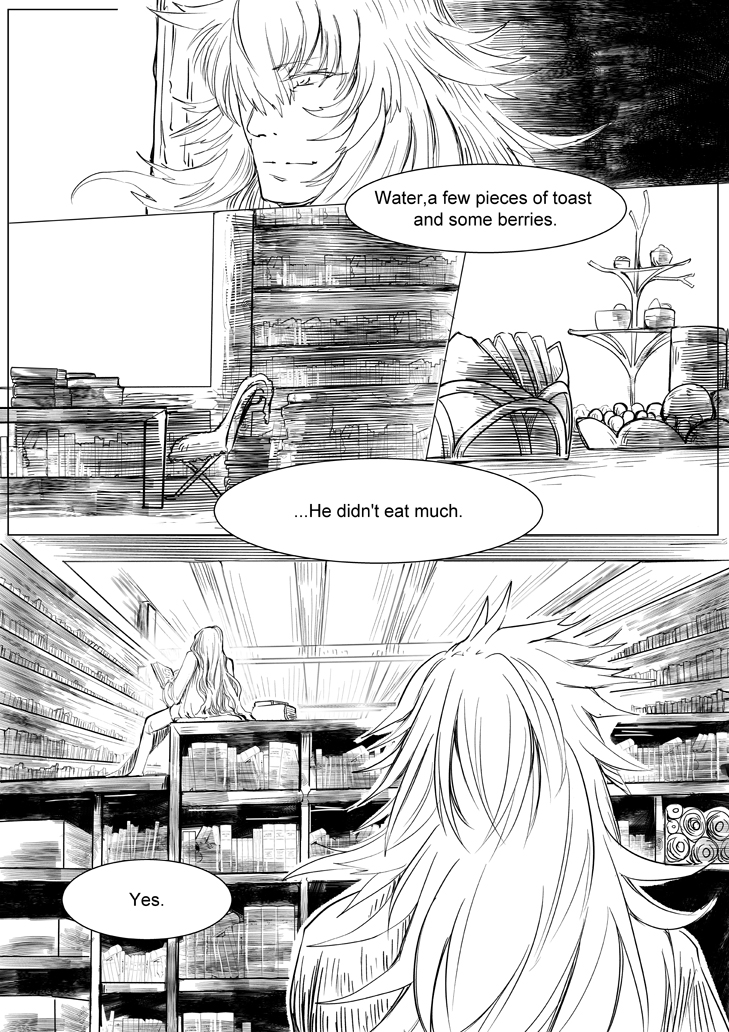 Water,a few pieces of toast
and some berries.
...He didn't eat much.
Yes.